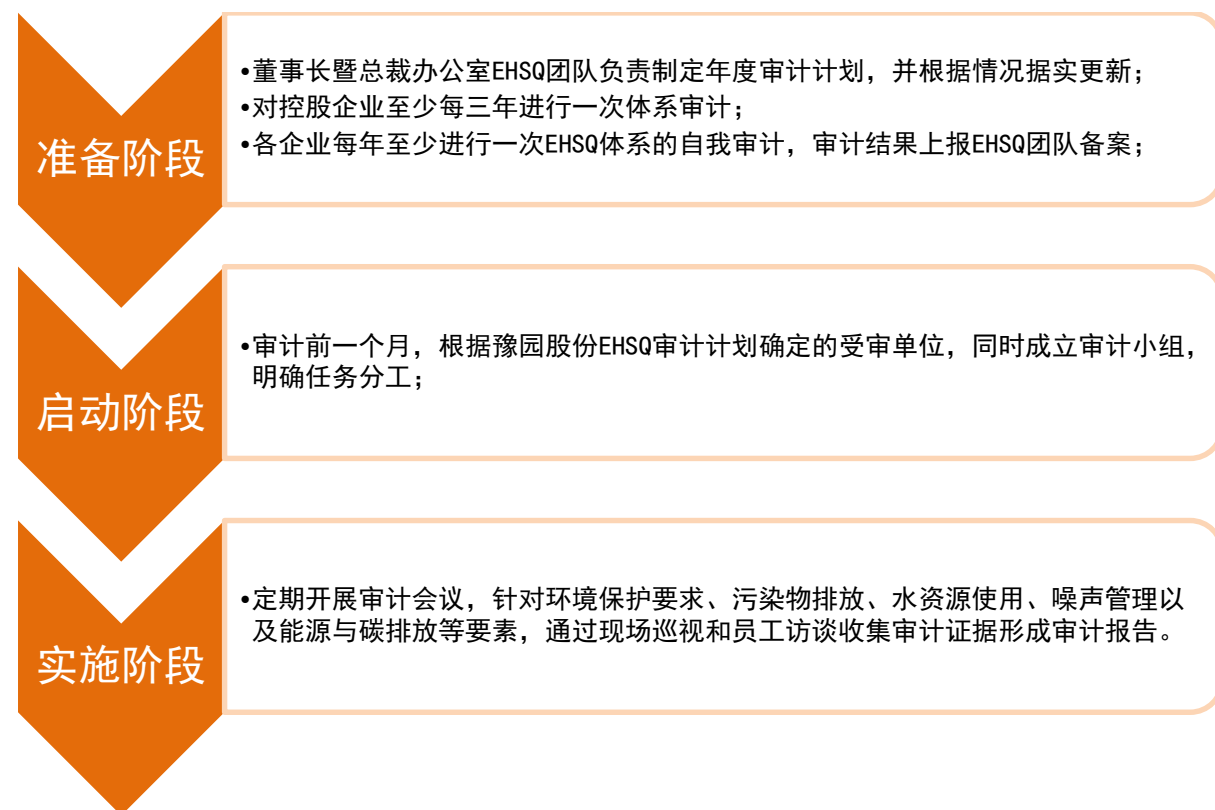 准备阶段
•董事长暨总裁办公室EHSQ团队负责制定年度审计计划，并根据情况据实更新；
•对控股企业至少每三年进行一次体系审计；
•各企业每年至少进行一次EHSQ体系的自我审计，审计结果上报EHSQ团队备案；
启动阶段
•审计前一个月，根据豫园股份EHSQ审计计划确定的受审单位，同时成立审计小组，
明确任务分工；
实施阶段
•定期开展审计会议，针对环境保护要求、污染物排放、水资源使用、噪声管理以
及能源与碳排放等要素，通过现场巡视和员工访谈收集审计证据形成审计报告。